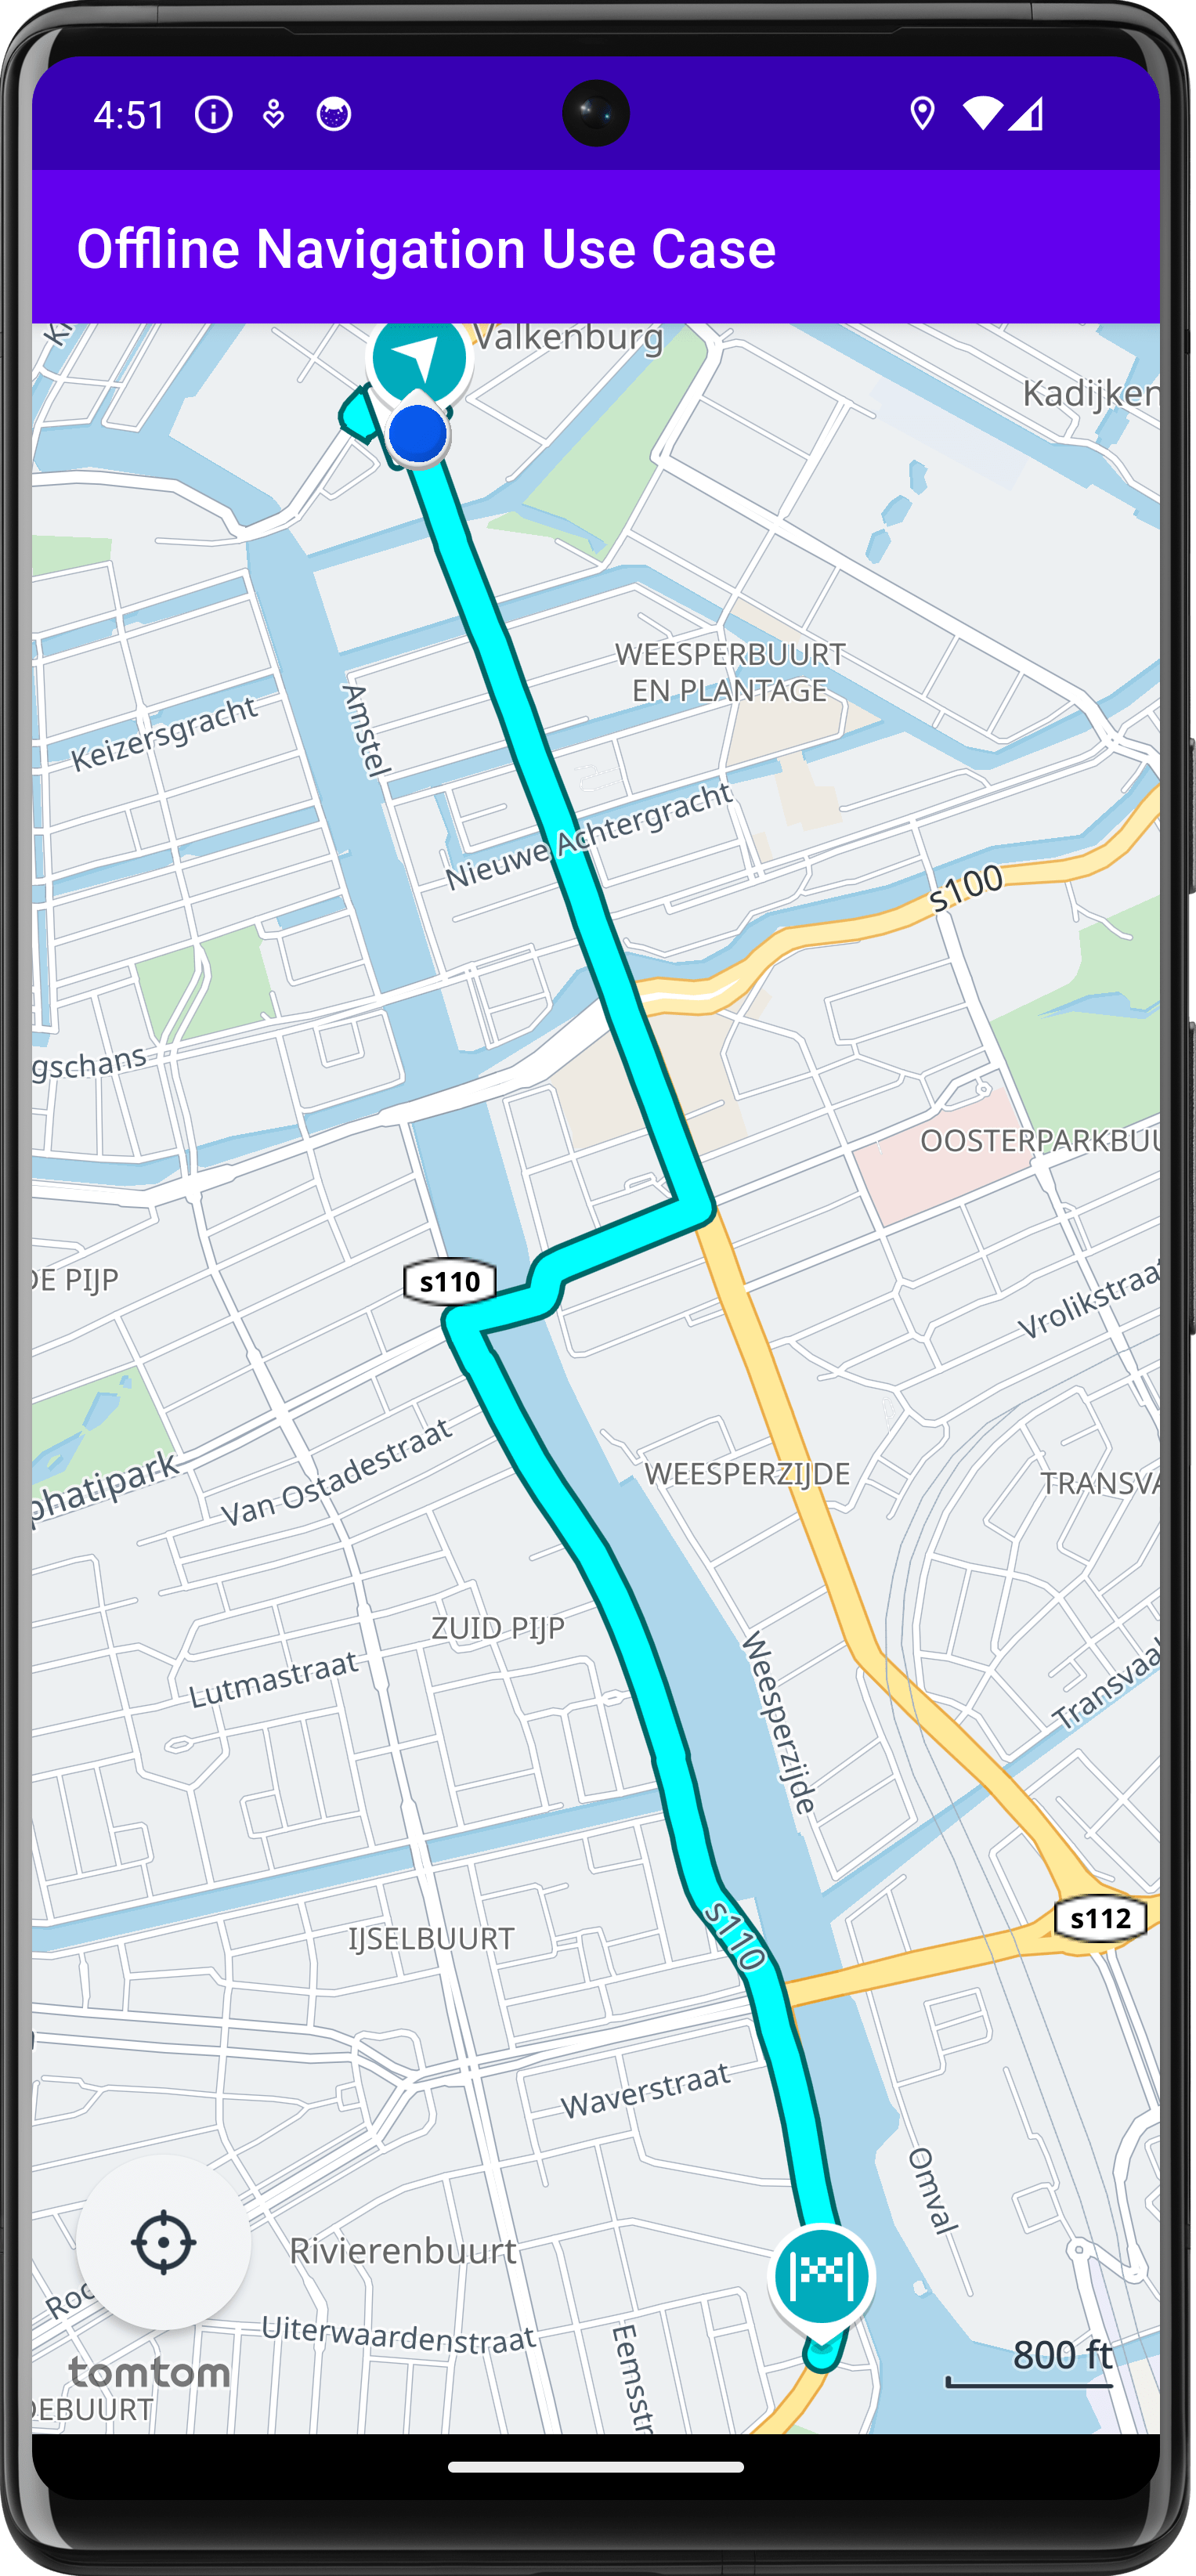 4:51
Offline Navigation Use Case
Valkenburg
Kadijken
WEESPERBUURT
EN PLANTAGE
Keizersgracht
Amstel
Nieuwe Achtergracht
s100
gschans
OOSTERPARKBUU
DE PIJP
s110
Vrolikstraat
phatipark
Van Ostadestraat
WEESPERZIJDE
TRANSVA
ZUID PIJP
Lutmastraat
Weesperzijde
Transvaal
s110
s112
IJSELBUURT
Waverstraat
Omval
Rivierenbuurt
Roo
Uiterwaardenstraat
Eemsstr
800 ft
tomtom
DEBUURT